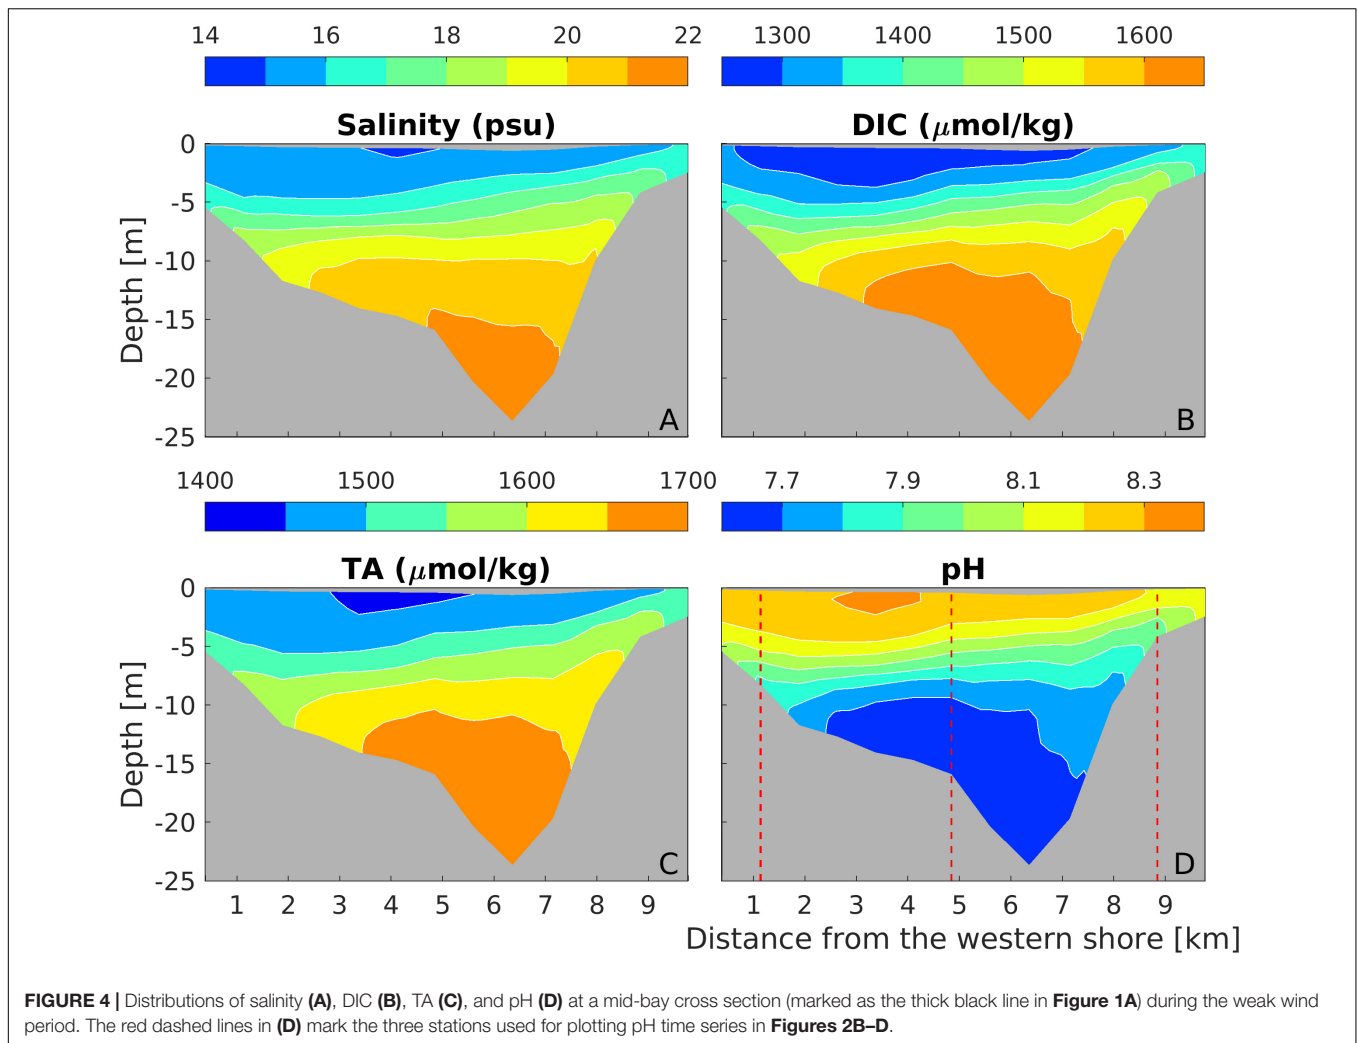 14 16 18 20 22
1300 1400 1500 1600
Salinity (psu)
DIC (μmol/kg)
0
-5
-10
-15
-20
-25
Depth [m]
A
B
1400 1500 1600 1700
7.7 7.9 8.1 8.3
TA (μmol/kg)
pH
0
-5
-10
-15
-20
-25
Depth [m]
C
D
1 2 3 4 5 6 7 8 9
1 2 3 4 5 6 7 8 9
Distance from the western shore [km]
FIGURE 4 | Distributions of salinity (A), DIC (B), TA (C), and pH (D) at a mid-bay cross section (marked as the thick black line in Figure 1A) during the weak wind
period. The red dashed lines in (D) mark the three stations used for plotting pH time series in Figures 2B–D.